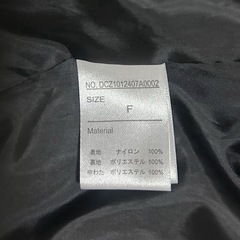 NO. DCZ1012407A0002
SIZE
F
Material
表地 ナイロン 100%
裏地 ポリエステル 100%
中わた ポリエステル 100%